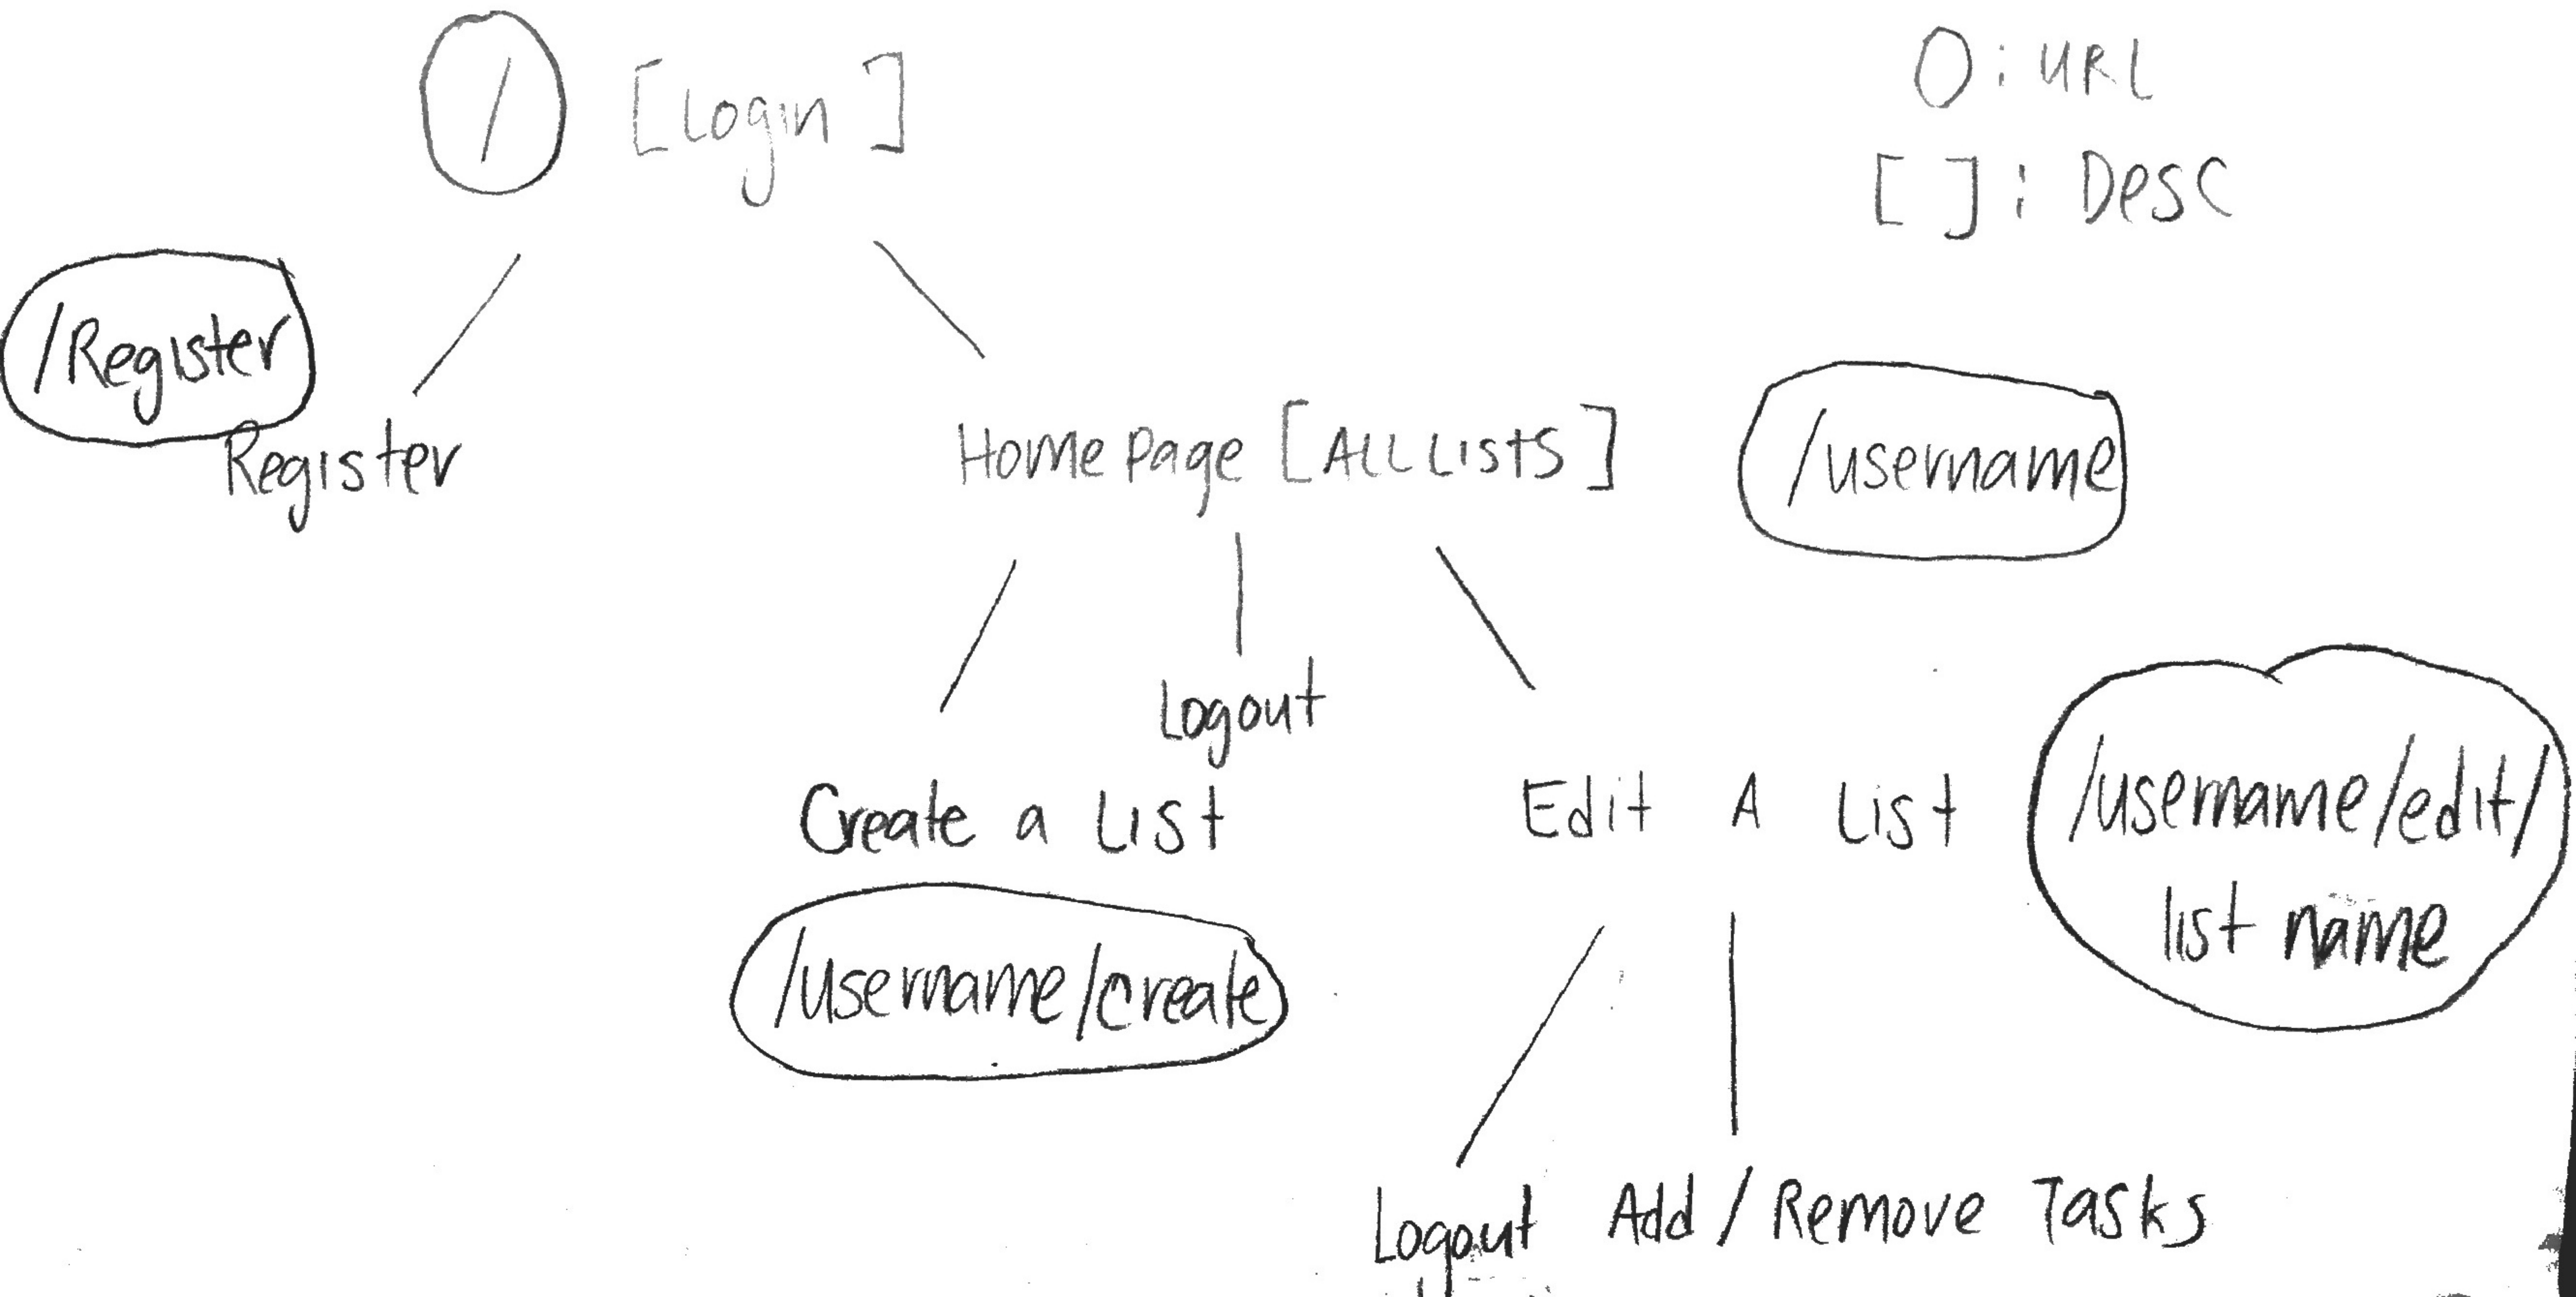 / [Login]
O : URL
[ ] : Desc
/Register
Register
Home Page [ALL LISTS]
/username
Logout
Create a List
Edit A List
/username/edit/
list name
/username/create
Logout
Add / Remove Tasks